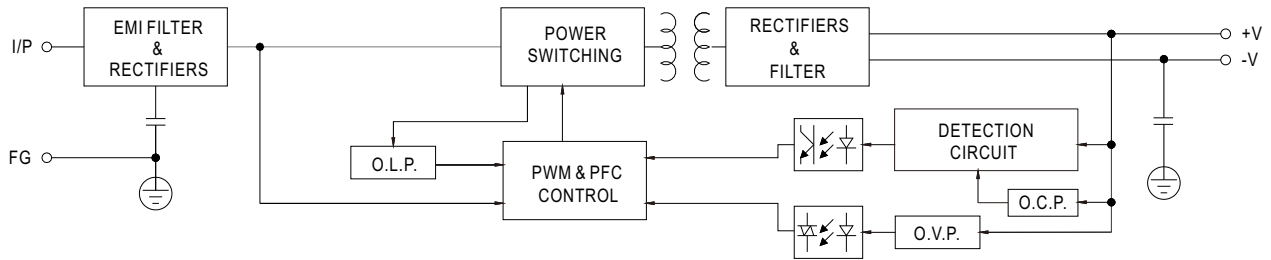 I/P
EMI FILTER
&
RECTIFIERS
POWER
SWITCHING
RECTIFIERS
&
FILTER
+V
-V
FG
O.L.P.
PWM & PFC
CONTROL
DETECTION
CIRCUIT
O.C.P.
O.V.P.